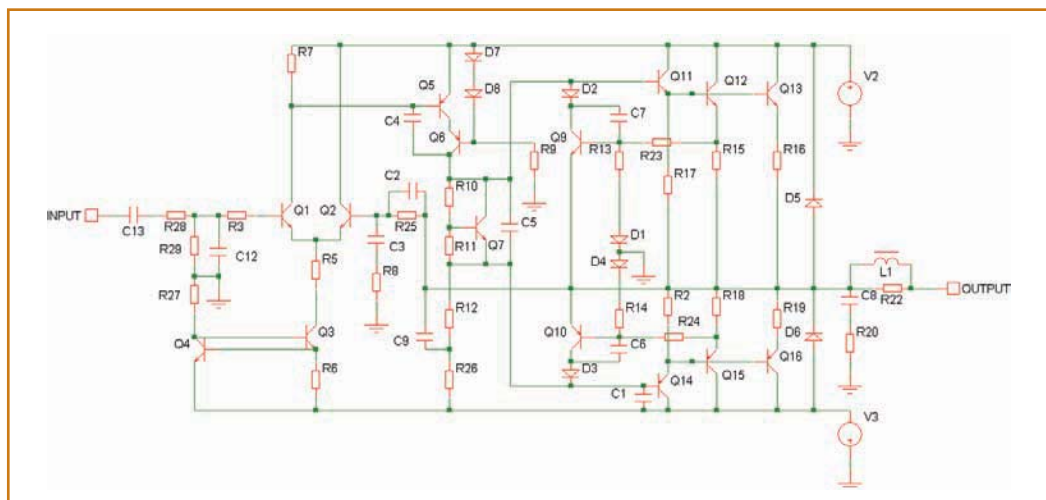 R7
D7
D8
Q5
C4
Q6
R9
D2
C7
Q9
R13
R23
Q11
Q12
Q13
R17
R15
R16
D5
V2
INPUT
C13
R28
R3
R29
C12
R27
Q1
Q2
R5
C2
R25
C3
R8
R10
R11
Q7
C5
D1
D4
R12
C9
R26
Q4
Q3
R6
Q10
R14
R24
C6
D3
R2
R18
R19
D6
C1
Q14
Q15
Q16
L1
C8
R22
OUTPUT
R20
V3